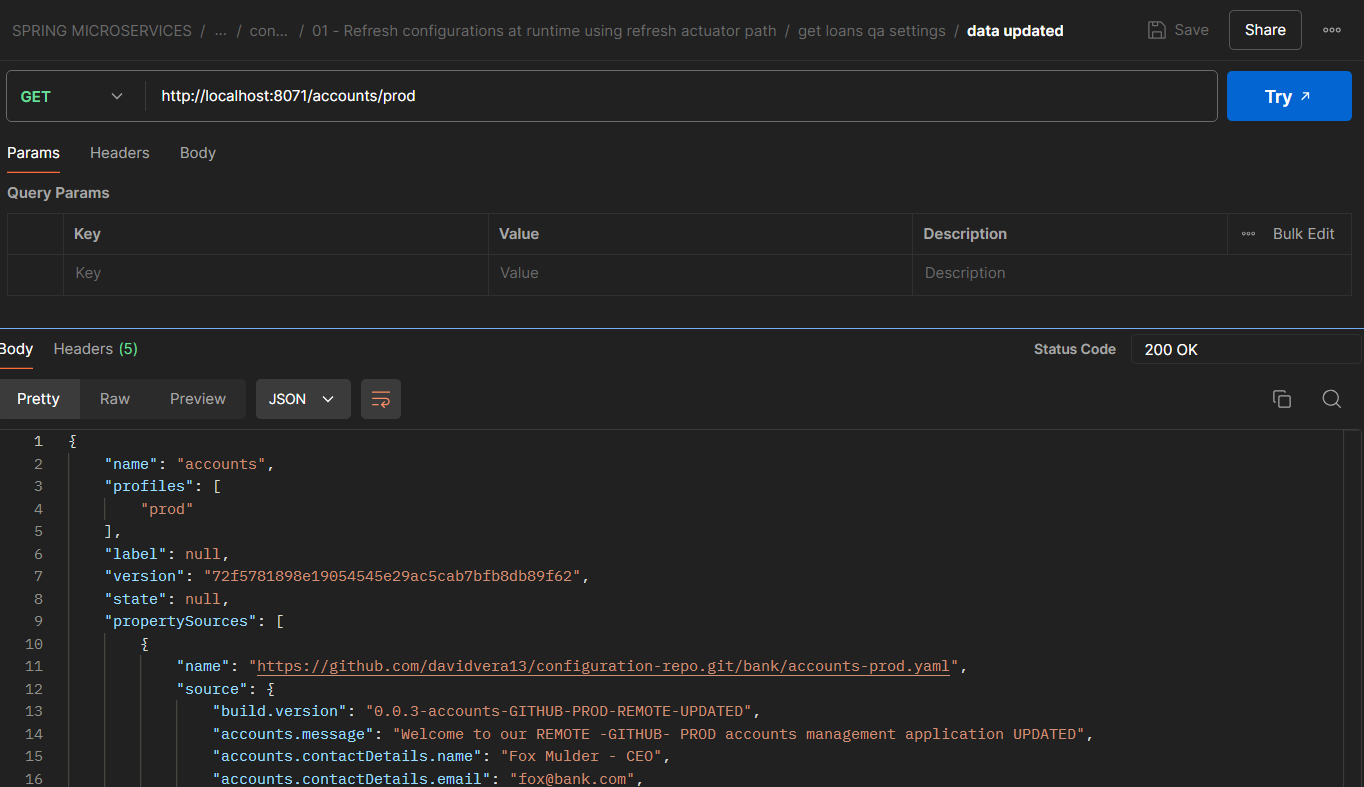 SPRING MICROSERVICES / ... / con... / 01 - Refresh configurations at runtime using refresh actuator path / get loans qa settings / data updated Save Share
GET http://localhost:8071/accounts/prod Try ↗
Params Headers Body
Query Params
Key Value Description Bulk Edit
Key Value Description
Body Headers (5) Status Code 200 OK
Pretty Raw Preview JSON
1 {
2 "name": "accounts",
3 "profiles": [
4 "prod"
5 ],
6 "label": null,
7 "version": "72f5781898e19054545e29ac5cab7bfb8db89f62",
8 "state": null,
9 "propertySources": [
10 {
11 "name": "https://github.com/davidvera13/configuration-repo.git/bank/accounts-prod.yaml",
12 "source": {
13 "build.version": "0.0.3-accounts-GITHUB-PROD-REMOTE-UPDATED",
14 "accounts.message": "Welcome to our REMOTE -GITHUB- PROD accounts management application UPDATED",
15 "accounts.contactDetails.name": "Fox Mulder - CEO",
16 "accounts.contactDetails.email": "fox@bank.com",